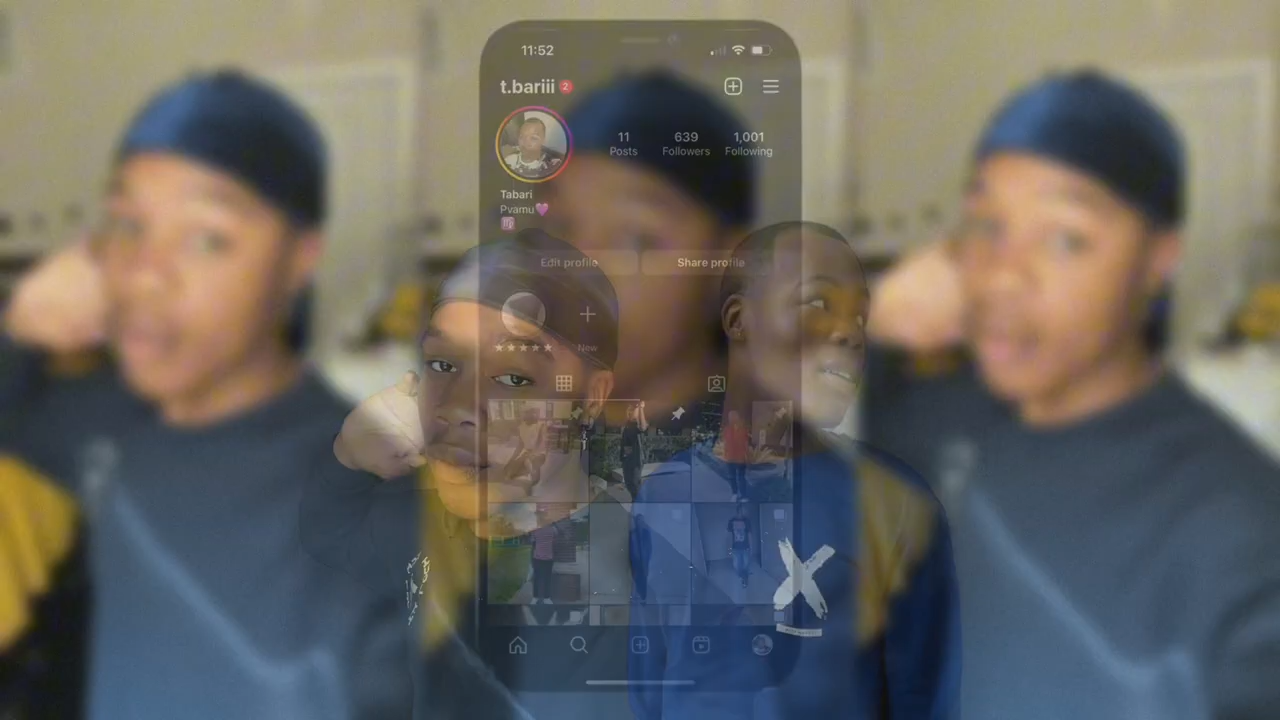 11:52
t.bariii 2
11 639 1,001
Posts Followers Following
Tabari
Pvamu💜
Edit profile Share profile
★★★★★ New